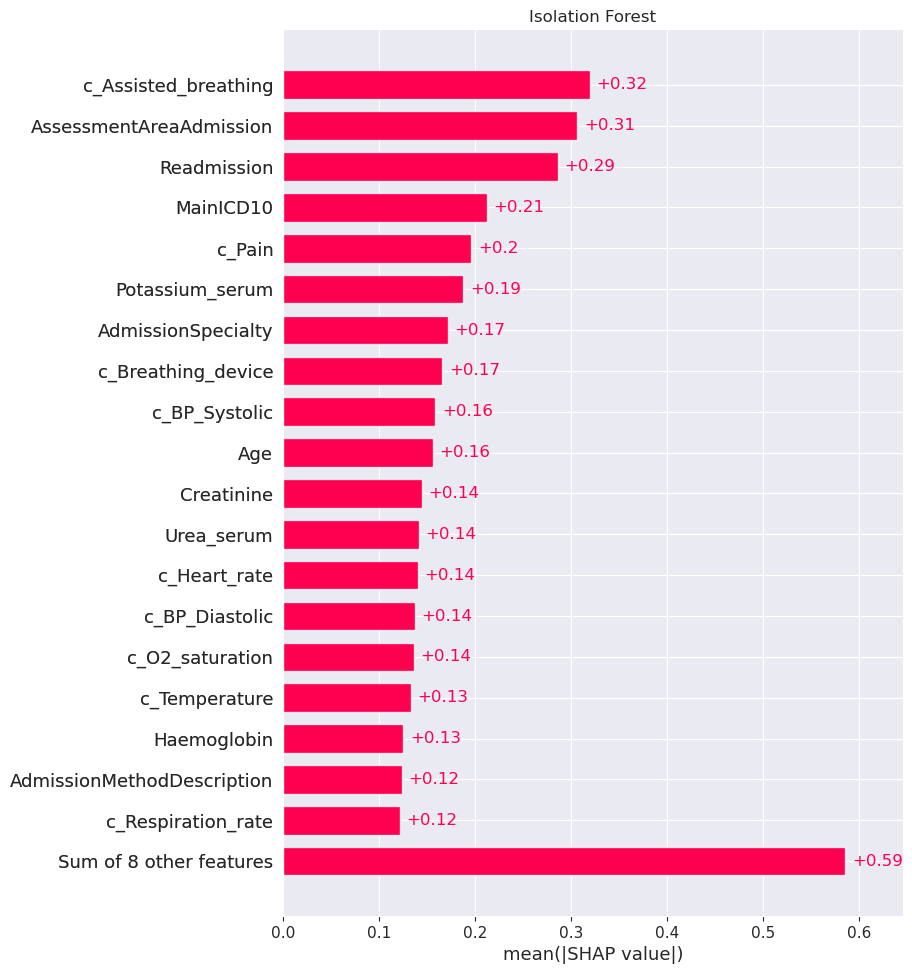 Isolation Forest
c_Assisted_breathing +0.32
AssessmentAreaAdmission +0.31
Readmission +0.29
MainICD10 +0.21
c_Pain +0.2
Potassium_serum +0.19
AdmissionSpecialty +0.17
c_Breathing_device +0.17
c_BP_Systolic +0.16
Age +0.16
Creatinine +0.14
Urea_serum +0.14
c_Heart_rate +0.14
c_BP_Diastolic +0.14
c_O2_saturation +0.14
c_Temperature +0.13
Haemoglobin +0.13
AdmissionMethodDescription +0.12
c_Respiration_rate +0.12
Sum of 8 other features +0.59
0.0 0.1 0.2 0.3 0.4 0.5 0.6
mean(|SHAP value|)